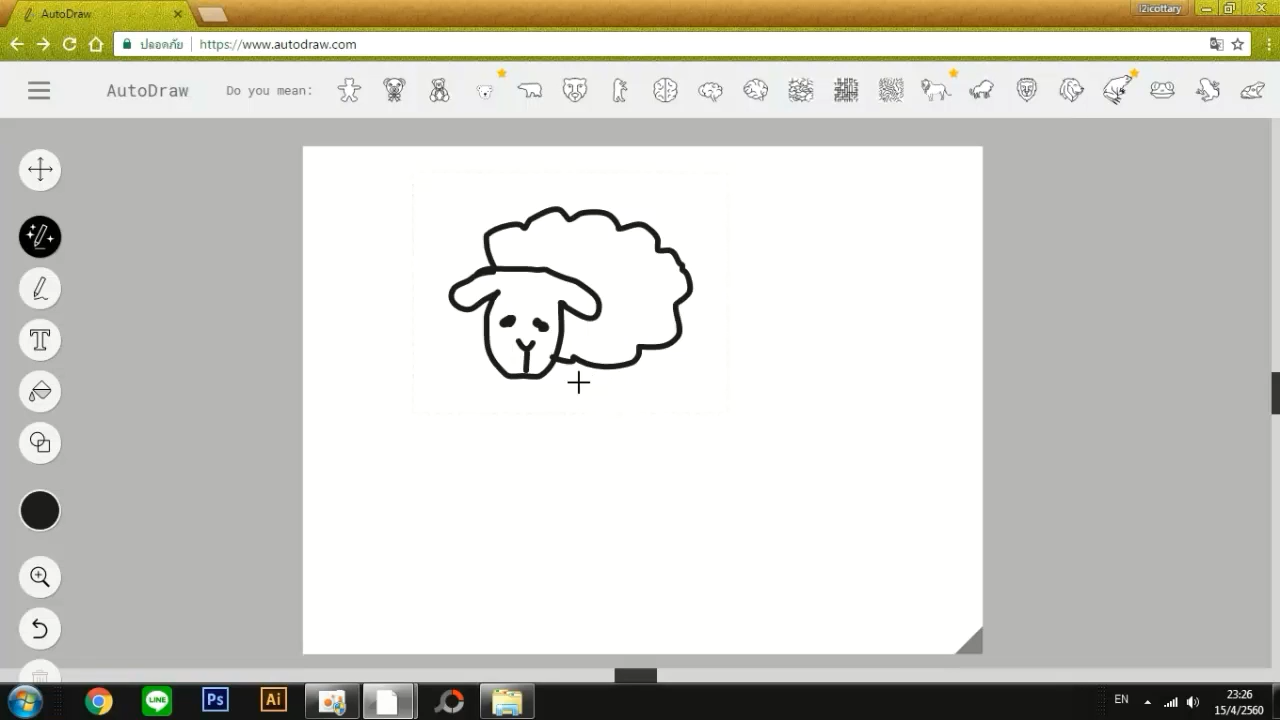 AutoDraw
i2icottary
ปลอดภัย https://www.autodraw.com
AutoDraw Do you mean:
T
LINE Ps Ai
EN 23:26
15/4/2560